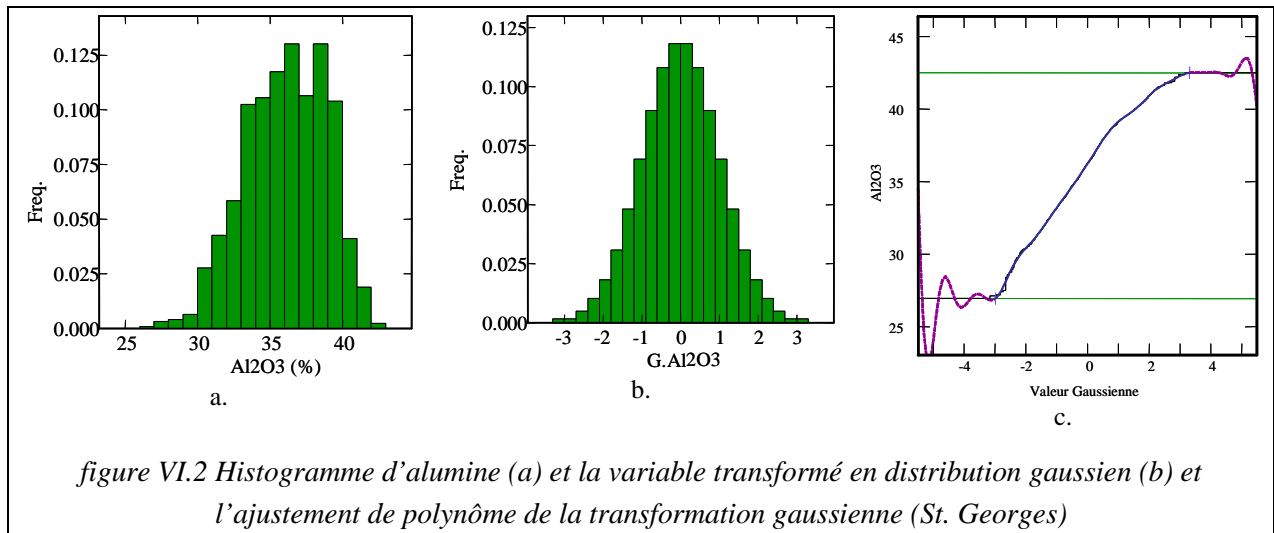 0.125
0.100
0.075
0.050
0.025
0.000
Freq.
25 30 35 40
Al2O3 (%)
a.
0.125
0.100
0.075
0.050
0.025
0.000
Freq.
-3 -2 -1 0 1 2 3
G.Al2O3
b.
45
40
35
30
25
Al2O3
-4 -2 0 2 4
Valeur Gaussienne
c.
figure VI.2 Histogramme d'alumine (a) et la variable transformé en distribution gaussien (b) et
l'ajustement de polynôme de la transformation gaussienne (St. Georges)